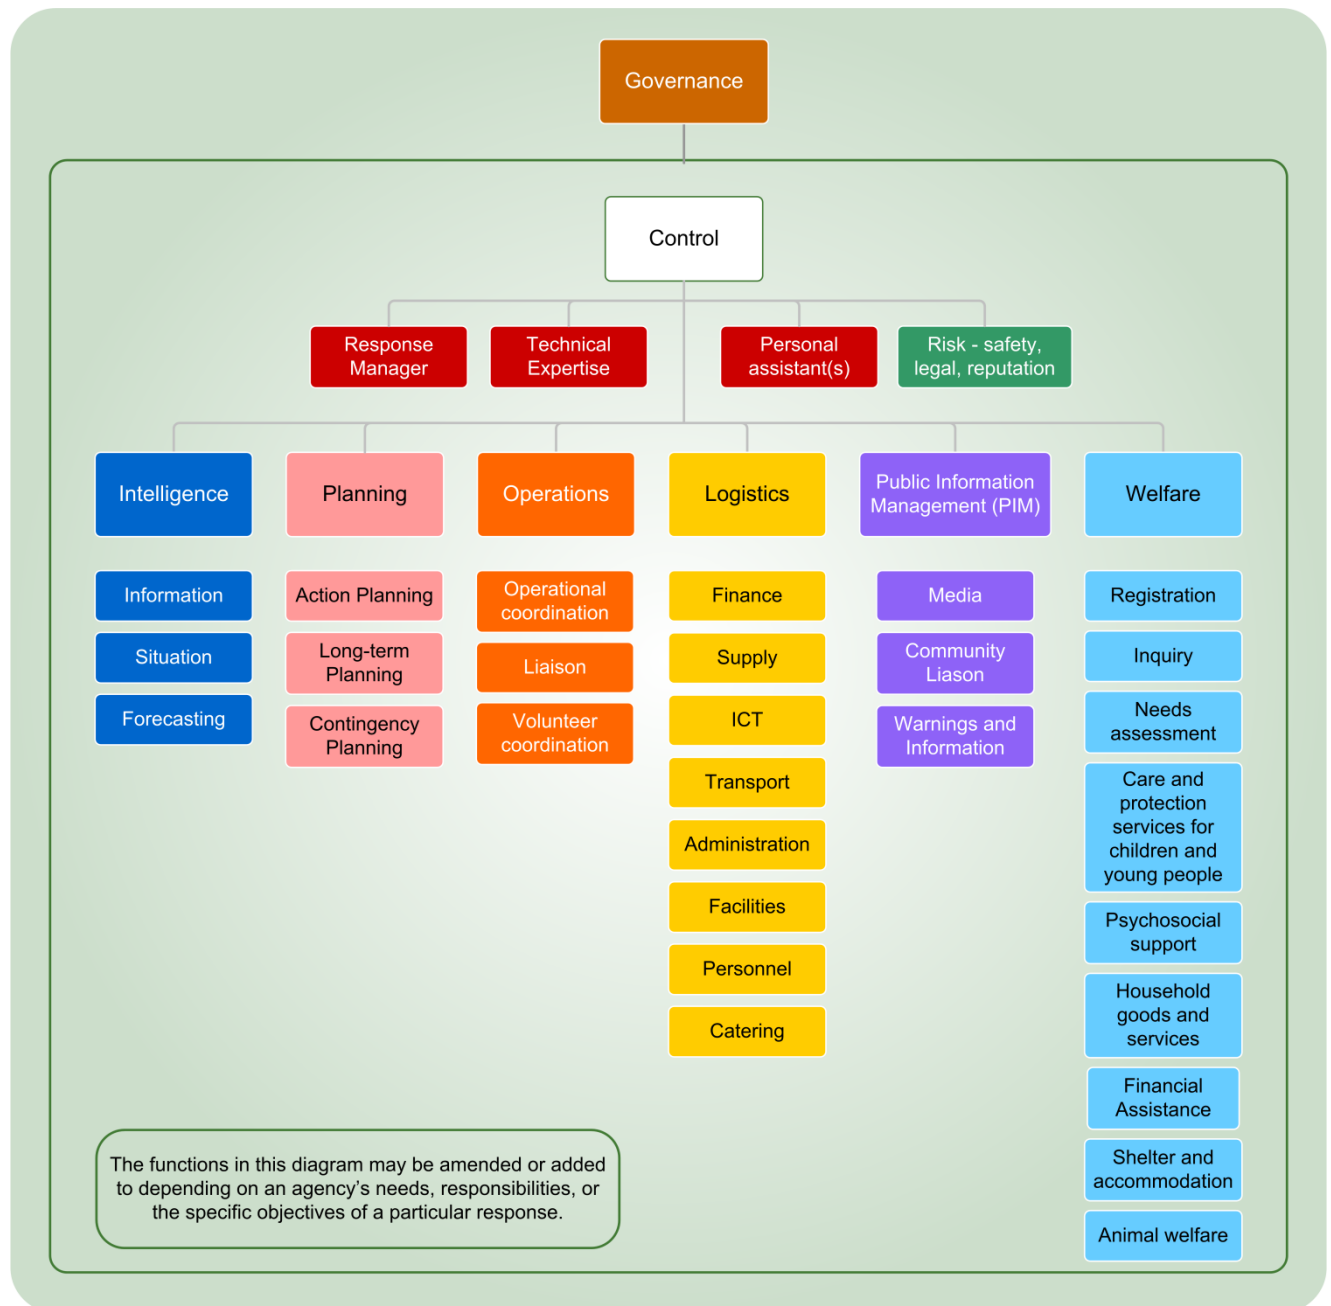 Governance
Control
Response
Manager
Technical
Expertise
Personal
assistant(s)
Risk - safety,
legal, reputation
Intelligence
Planning
Operations
Logistics
Public Information
Management (PIM)
Welfare
Information
Situation
Forecasting
Action Planning
Long-term
Planning
Contingency
Planning
Operational
coordination
Liaison
Volunteer
coordination
Finance
Supply
ICT
Transport
Administration
Facilities
Personnel
Catering
Media
Community
Liason
Warnings and
Information
Registration
Inquiry
Needs
assessment
Care and
protection
services for
children and
young people
Psychosocial
support
Household
goods and
services
Financial
Assistance
Shelter and
accommodation
Animal welfare
The functions in this diagram may be amended or added
to depending on an agency’s needs, responsibilities, or
the specific objectives of a particular response.